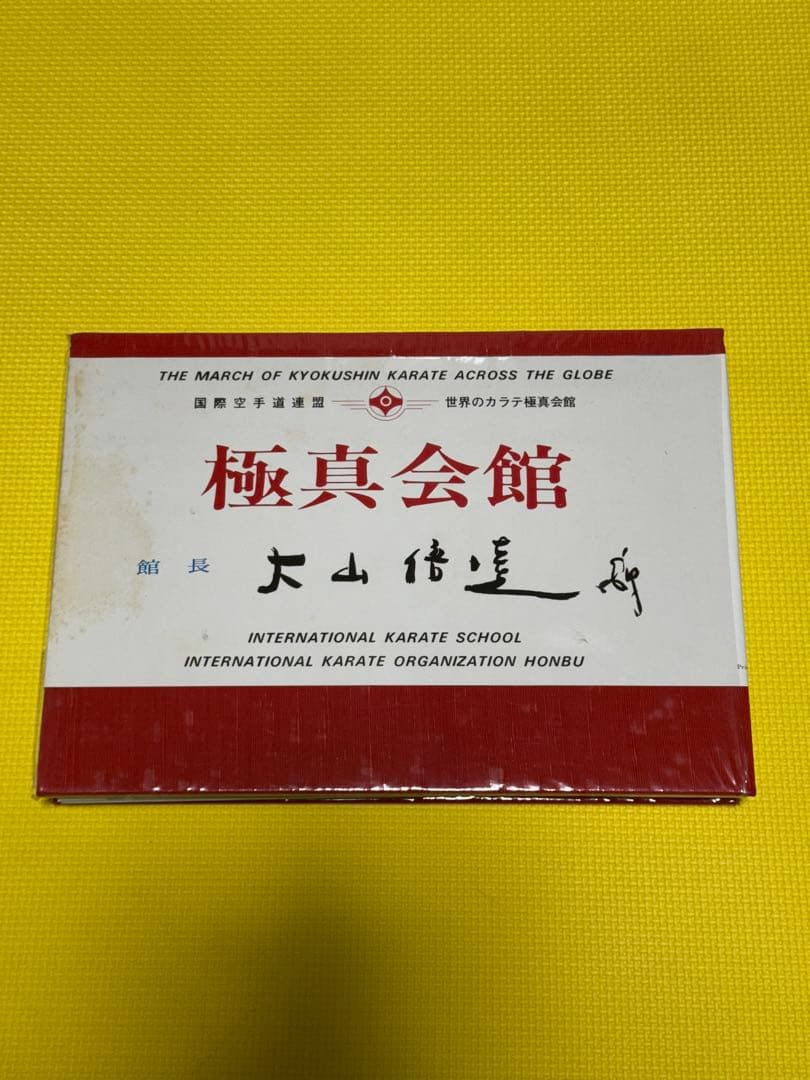 THE MARCH OF KYOKUSHIN KARATE ACROSS THE GLOBE
国際空手道連盟 世界のカラテ極真会館
極真会館
館長 大山倍達
INTERNATIONAL KARATE SCHOOL
INTERNATIONAL KARATE ORGANIZATION HONBU